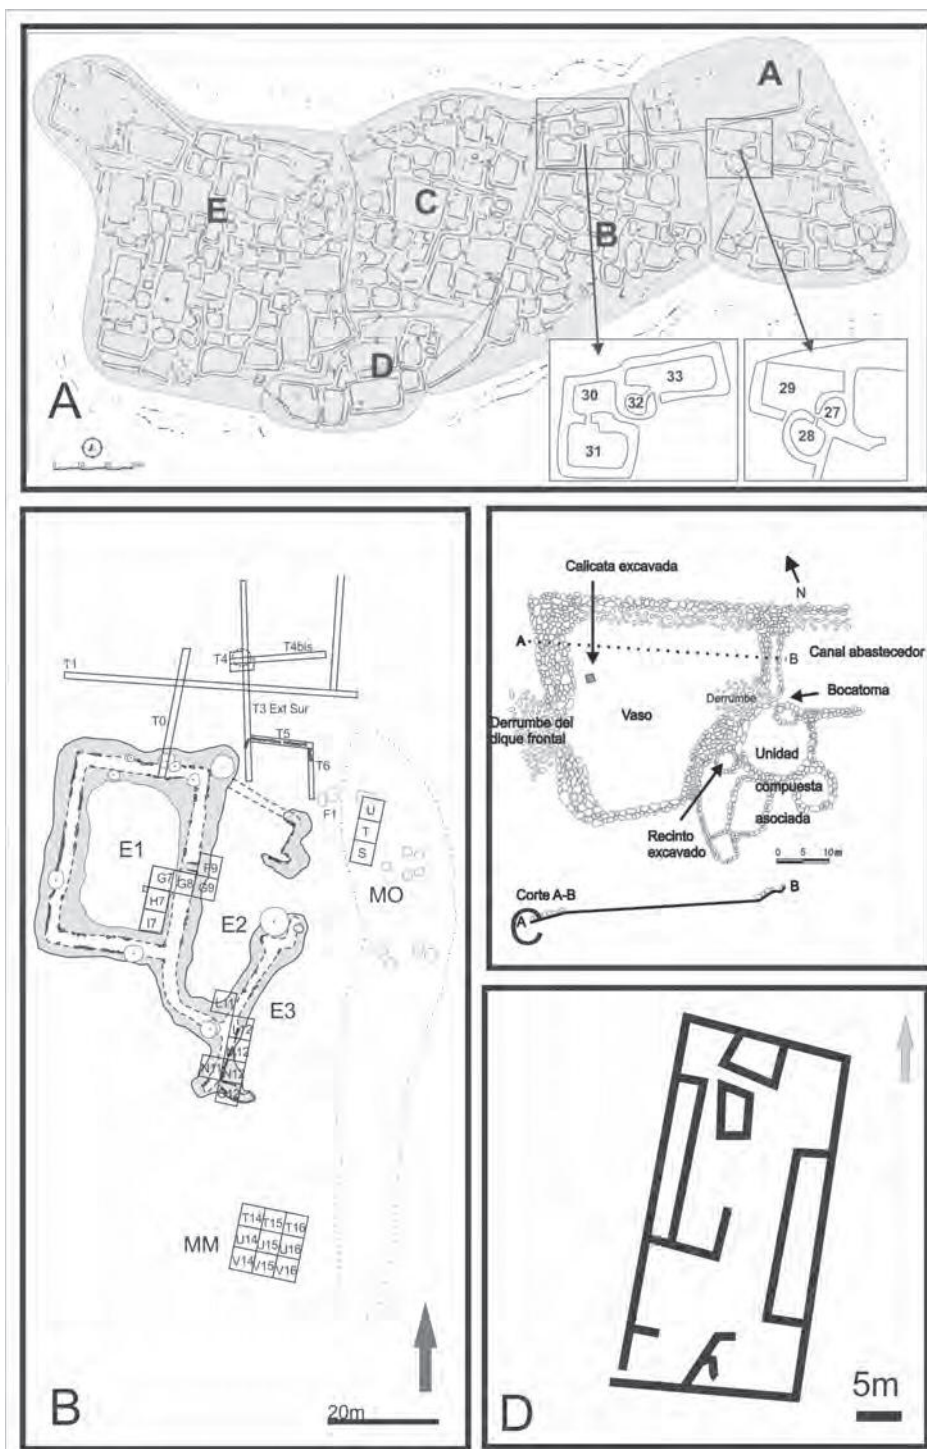 A
E
C
B
D
A
30
33
32
31
29
27
28
T4bis
T4
T1
T0
T3 Ext Sur
T5
T6
F1
U
T
S
MO
E1
F9
G7
G8
G9
H7
I7
E2
L11
E3
N11
T14 T15 T16
MM
U14 U15 U16
V14 V15 V16
B
20m
Calicata excavada
N
A
B
Canal abastecedor
Derrumbe
Bocatoma
Vaso
Derrumbe del
dique frontal
Unidad
compuesta
asociada
Recinto
excavado
0 5 10m
Corte A-B
B
A
5m
D